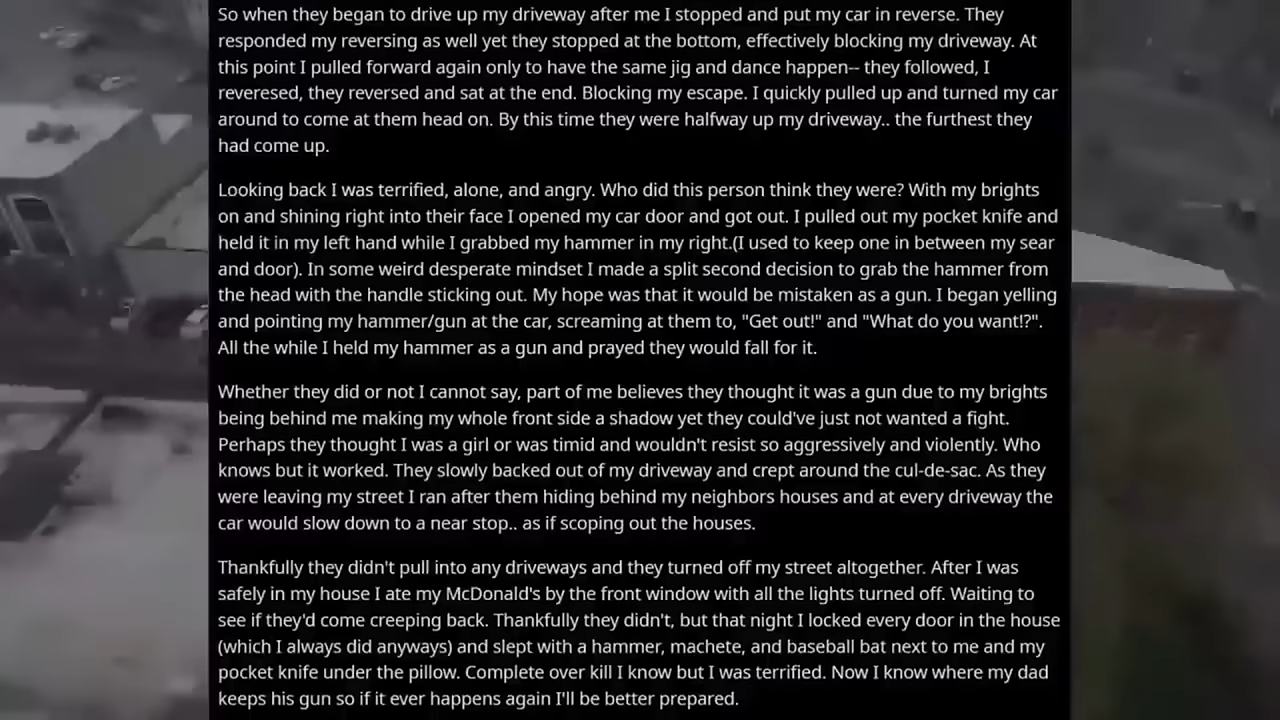 So when they began to drive up my driveway after me I stopped and put my car in reverse. They
responded my reversing as well yet they stopped at the bottom, effectively blocking my driveway. At
this point I pulled forward again only to have the same jig and dance happen-- they followed, I
reveresed, they reversed and sat at the end. Blocking my escape. I quickly pulled up and turned my car
around to come at them head on. By this time they were halfway up my driveway.. the furthest they
had come up.
Looking back I was terrified, alone, and angry. Who did this person think they were? With my brights
on and shining right into their face I opened my car door and got out. I pulled out my pocket knife and
held it in my left hand while I grabbed my hammer in my right.(I used to keep one in between my sear
and door). In some weird desperate mindset I made a split second decision to grab the hammer from
the head with the handle sticking out. My hope was that it would be mistaken as a gun. I began yelling
and pointing my hammer/gun at the car, screaming at them to, "Get out!" and "What do you want!?".
All the while I held my hammer as a gun and prayed they would fall for it.
Whether they did or not I cannot say, part of me believes they thought it was a gun due to my brights
being behind me making my whole front side a shadow yet they could've just not wanted a fight.
Perhaps they thought I was a girl or was timid and wouldn't resist so aggressively and violently. Who
knows but it worked. They slowly backed out of my driveway and crept around the cul-de-sac. As they
were leaving my street I ran after them hiding behind my neighbors houses and at every driveway the
car would slow down to a near stop.. as if scoping out the houses.
Thankfully they didn't pull into any driveways and they turned off my street altogether. After I was
safely in my house I ate my McDonald's by the front window with all the lights turned off. Waiting to
see if they'd come creeping back. Thankfully they didn't, but that night I locked every door in the house
(which I always did anyways) and slept with a hammer, machete, and baseball bat next to me and my
pocket knife under the pillow. Complete over kill I know but I was terrified. Now I know where my dad
keeps his gun so if it ever happens again I'll be better prepared.